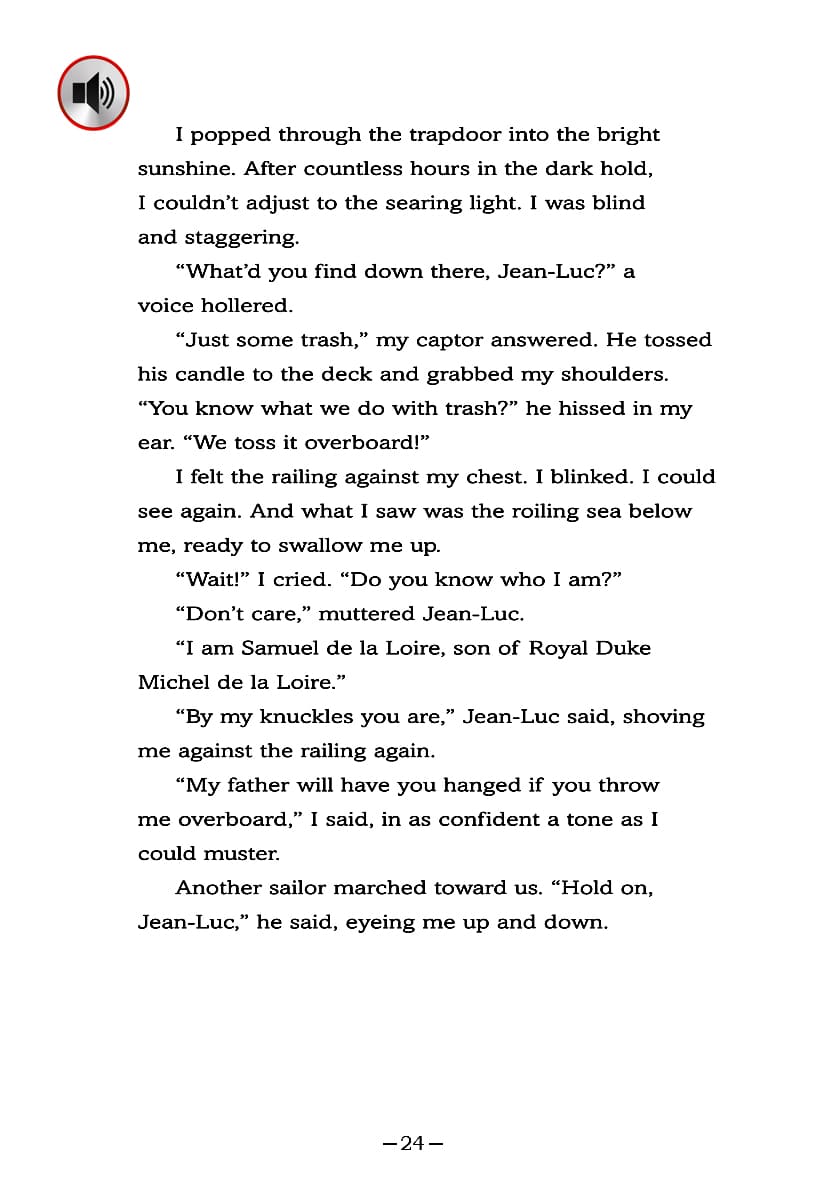 I popped through the trapdoor into the bright
sunshine. After countless hours in the dark hold,
I couldn’t adjust to the searing light. I was blind
and staggering.
“What’d you find down there, Jean-Luc?” a
voice hollered.
“Just some trash,” my captor answered. He tossed
his candle to the deck and grabbed my shoulders.
“You know what we do with trash?” he hissed in my
ear. “We toss it overboard!”
I felt the railing against my chest. I blinked. I could
see again. And what I saw was the roiling sea below
me, ready to swallow me up.
“Wait!” I cried. “Do you know who I am?”
“Don’t care,” muttered Jean-Luc.
“I am Samuel de la Loire, son of Royal Duke
Michel de la Loire.”
“By my knuckles you are,” Jean-Luc said, shoving
me against the railing again.
“My father will have you hanged if you throw
me overboard,” I said, in as confident a tone as I
could muster.
Another sailor marched toward us. “Hold on,
Jean-Luc,” he said, eyeing me up and down.
—24—